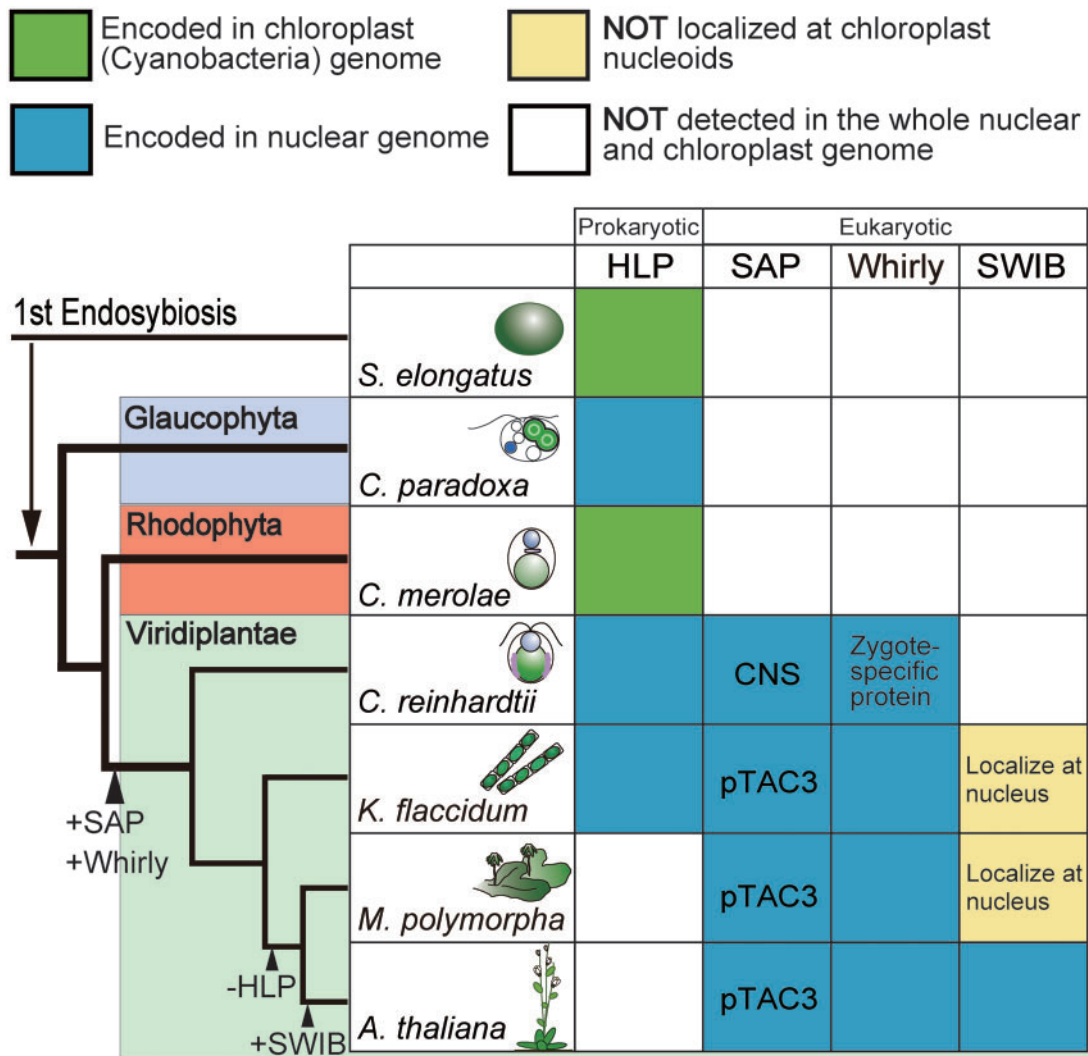 Encoded in chloroplast
(Cyanobacteria) genome
NOT localized at chloroplast
nucleoids
Encoded in nuclear genome
NOT detected in the whole nuclear
and chloroplast genome
Prokaryotic
Eukaryotic
HLP
SAP
Whirly
SWIB
1st Endosybiosis
S. elongatus
Glaucophyta
C. paradoxa
Rhodophyta
C. merolae
Viridiplantae
C. reinhardtii
CNS
Zygote-
specific
protein
K. flaccidum
pTAC3
Localize at
nucleus
+SAP
+Whirly
M. polymorpha
pTAC3
Localize at
nucleus
-HLP
A. thaliana
pTAC3
+SWIB